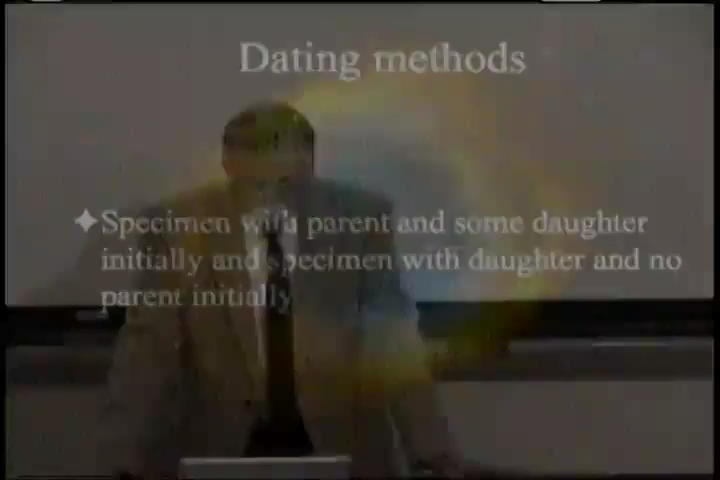 Dating methods
Specimen with parent and some daughter
initially and specimen with daughter and no
parent initially